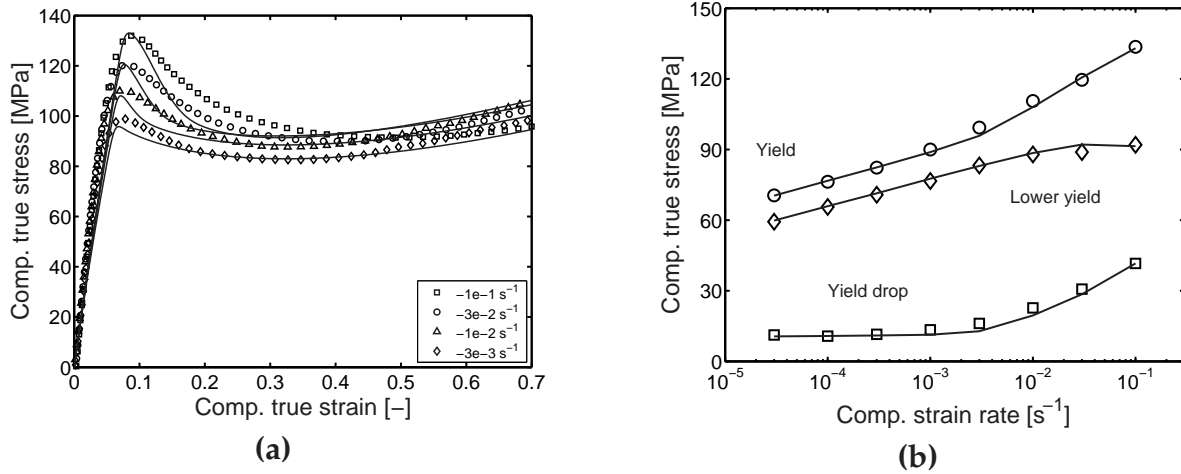 140
120
100
80
60
40
20
0
Comp. true stress [MPa]
0 0.1 0.2 0.3 0.4 0.5 0.6 0.7
Comp. true strain [−]
−1e−1 s⁻¹
−3e−2 s⁻¹
−1e−2 s⁻¹
−3e−3 s⁻¹
(a)
150
120
90
60
30
0
Comp. true stress [MPa]
Yield
Lower yield
Yield drop
10⁻⁵ 10⁻⁴ 10⁻³ 10⁻² 10⁻¹
Comp. strain rate [s⁻¹]
(b)